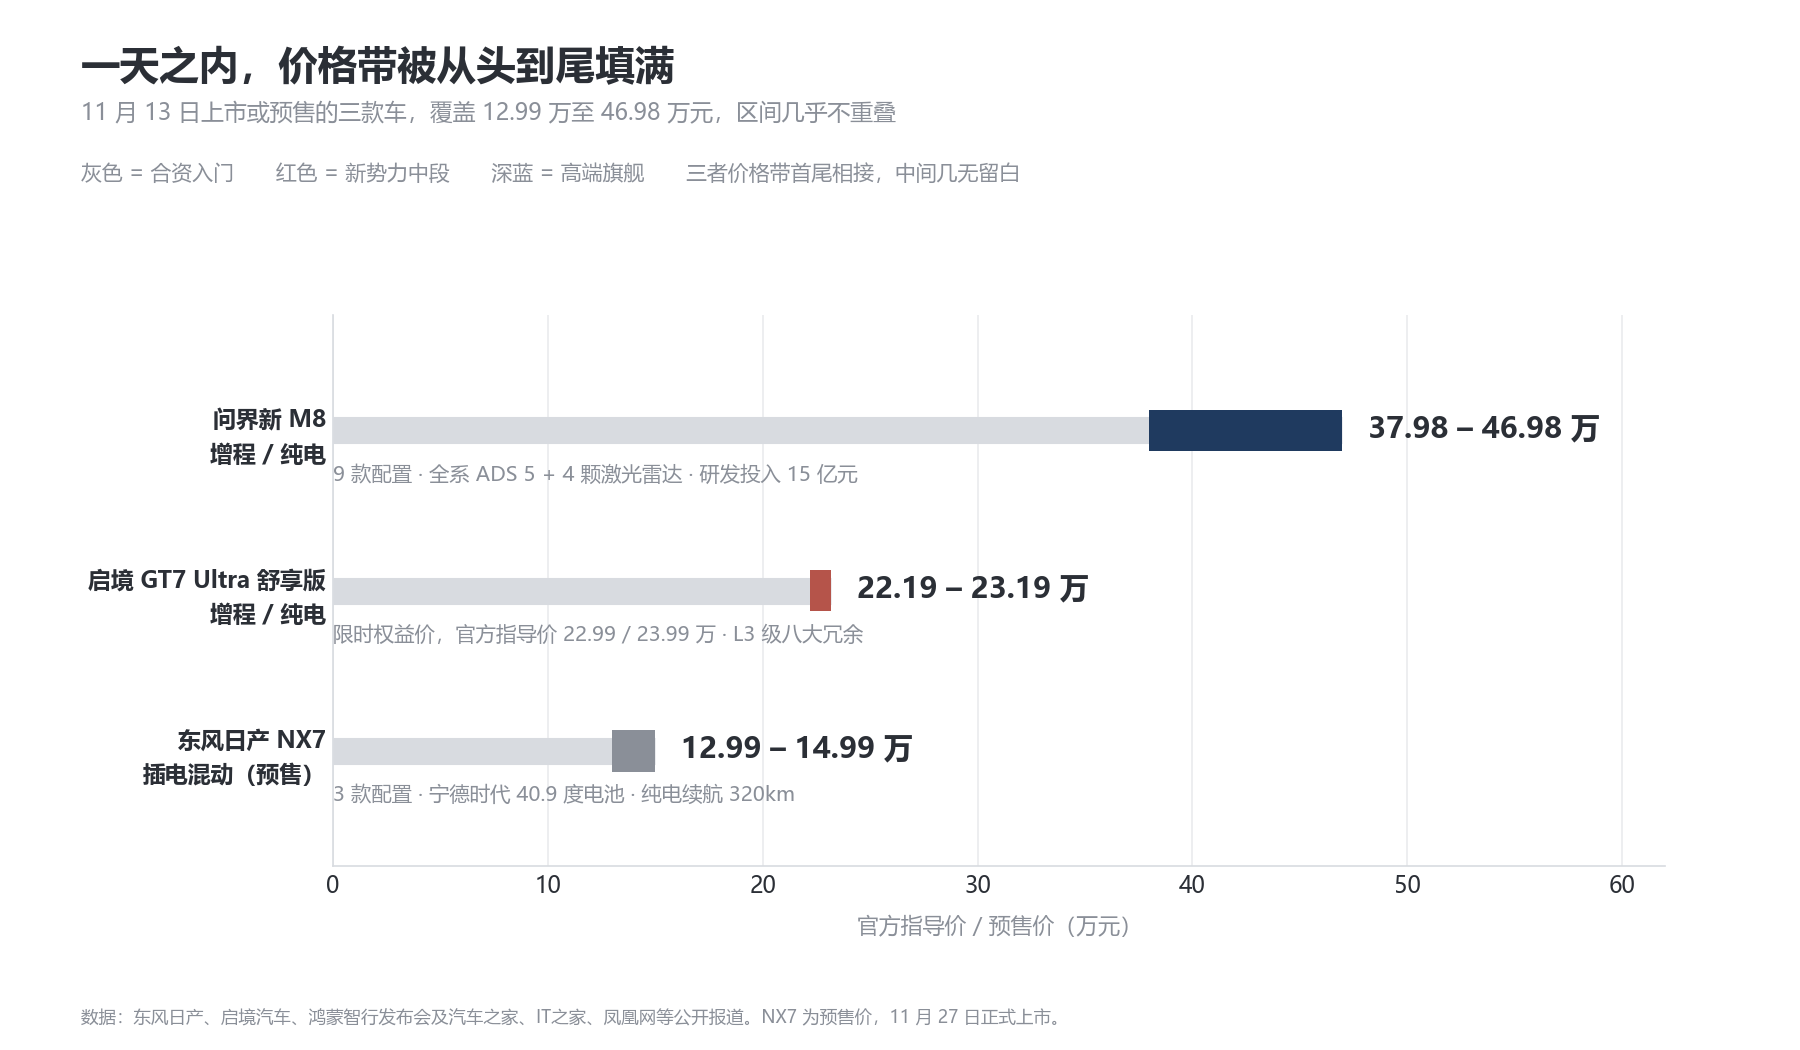 一天之内，价格带被从头到尾填满
11 月 13 日上市或预售的三款车，覆盖 12.99 万至 46.98 万元，区间几乎不重叠
灰色 = 合资入门 红色 = 新势力中段 深蓝 = 高端旗舰 三者价格带首尾相接，中间几无留白
问界新 M8
增程 / 纯电
37.98 – 46.98 万
9 款配置 · 全系 ADS 5 + 4 颗激光雷达 · 研发投入 15 亿元
启境 GT7 Ultra 舒享版
增程 / 纯电
22.19 – 23.19 万
限时权益价，官方指导价 22.99 / 23.99 万 · L3 级八大冗余
东风日产 NX7
插电混动（预售）
12.99 – 14.99 万
3 款配置 · 宁德时代 40.9 度电池 · 纯电续航 320km
0 10 20 30 40 50 60
官方指导价 / 预售价（万元）
数据：东风日产、启境汽车、鸿蒙智行发布会及汽车之家、IT之家、凤凰网等公开报道。NX7 为预售价，11 月 27 日正式上市。